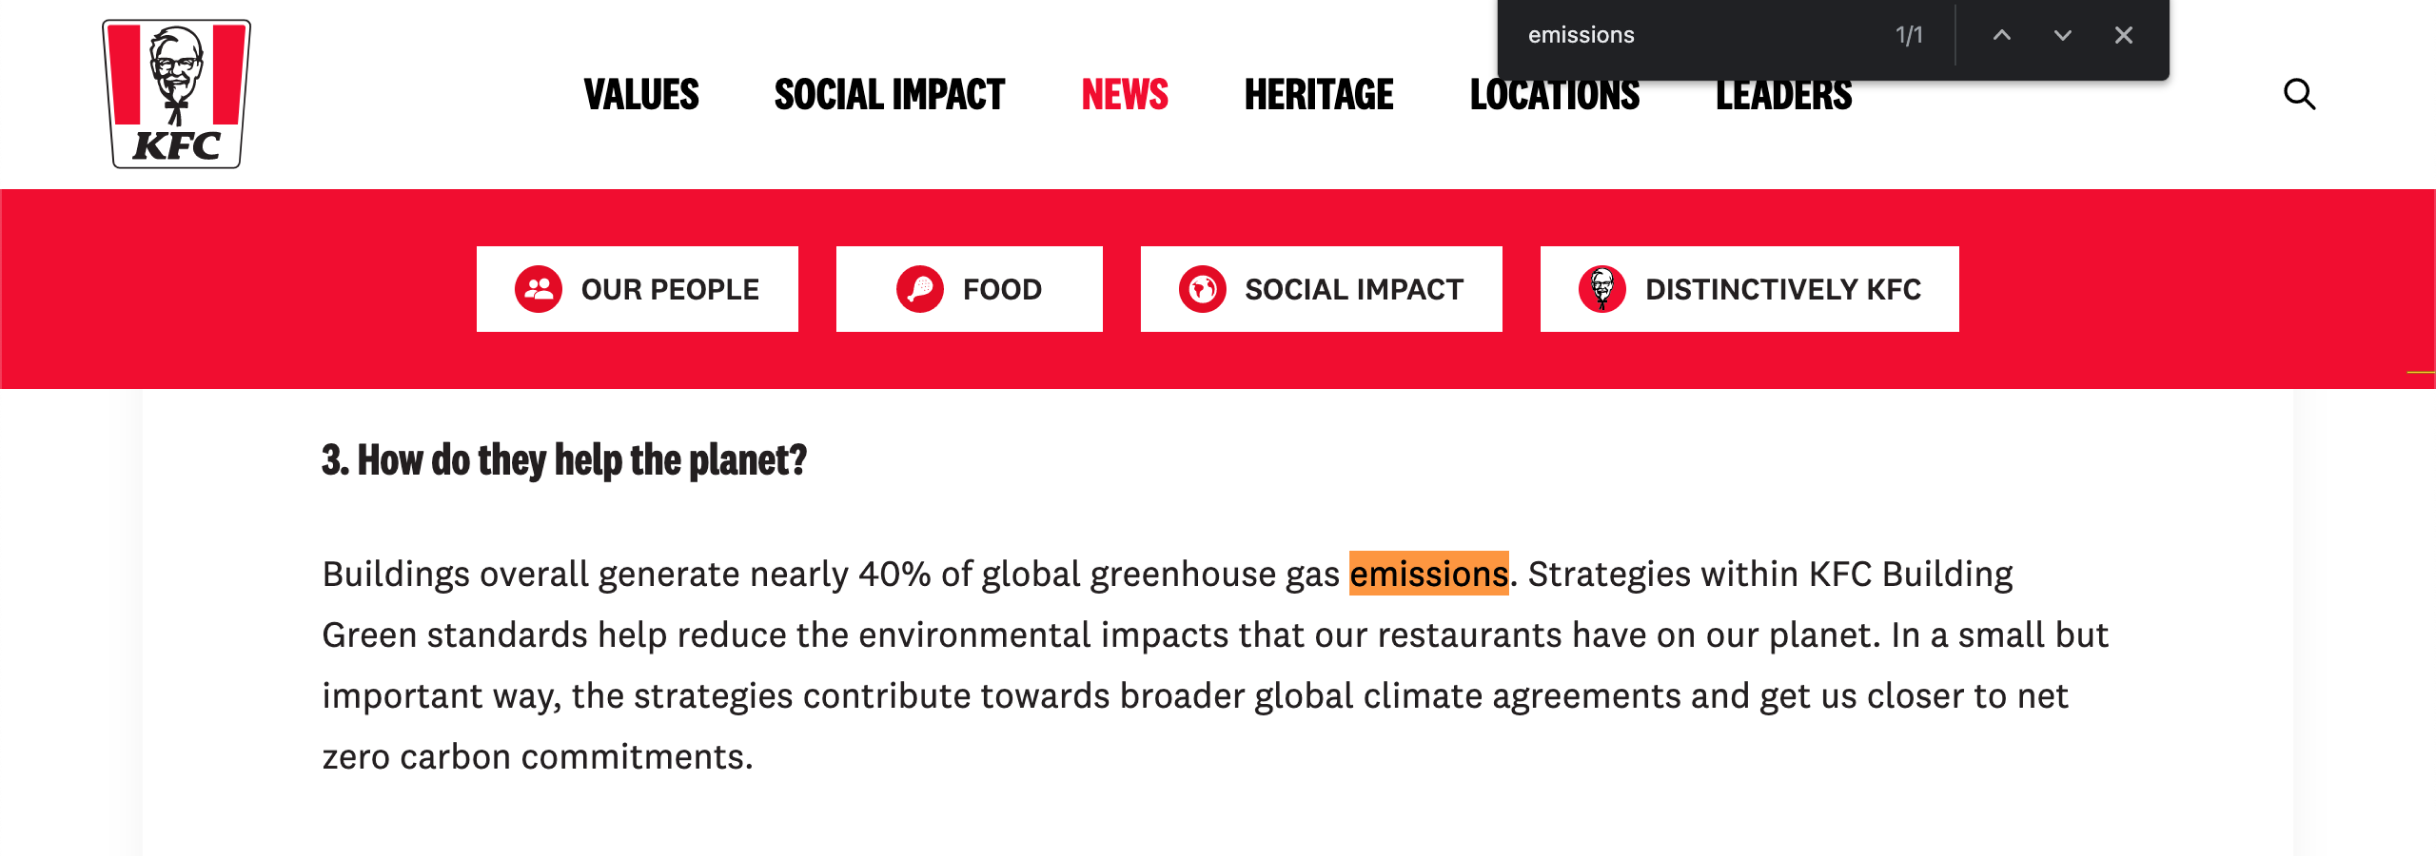 emissions 1/1
KFC
VALUES SOCIAL IMPACT NEWS HERITAGE LOCATIONS LEADERS
OUR PEOPLE FOOD SOCIAL IMPACT DISTINCTIVELY KFC
3. How do they help the planet?
Buildings overall generate nearly 40% of global greenhouse gas emissions. Strategies within KFC Building
Green standards help reduce the environmental impacts that our restaurants have on our planet. In a small but
important way, the strategies contribute towards broader global climate agreements and get us closer to net
zero carbon commitments.